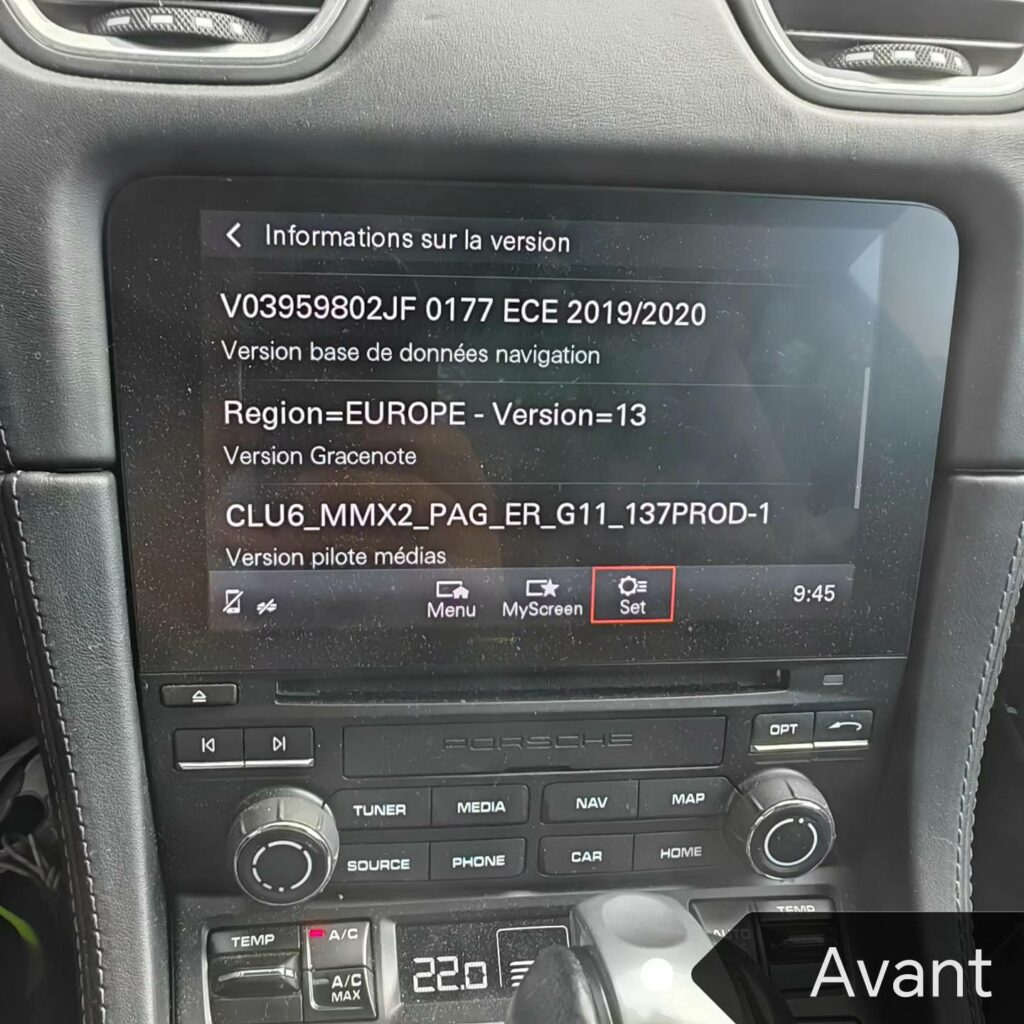 Informations sur la version
V03959802JF 0177 ECE 2019/2020
Version base de données navigation
Region=EUROPE - Version=13
Version Gracenote
CLU6_MMX2_PAG_ER_G11_137PROD-1
Version pilote médias
Menu
MyScreen
Set
9:45
PORSCHE
OPT
TUNER
MEDIA
NAV
MAP
SOURCE
PHONE
CAR
HOME
TEMP
A/C
A/C
MAX
22.0
AUTO
TEMP
Avant